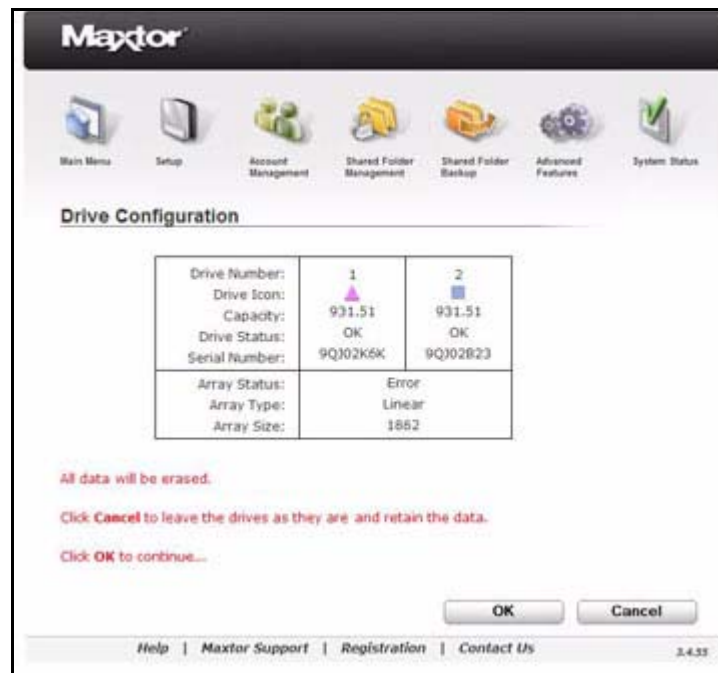 Maxtor
Main Menu
Setup
Account Management
Shared Folder Management
Shared Folder Backup
Advanced Features
System Status
Drive Configuration
Drive Number: 1 2
Drive Icon:
Capacity: 931.51 931.51
Drive Status: OK OK
Serial Number: 9QJ02K6K 9QJ02B23
Array Status: Error
Array Type: Linear
Array Size: 1862
All data will be erased.
Click Cancel to leave the drives as they are and retain the data.
Click OK to continue...
OK Cancel
Help | Maxtor Support | Registration | Contact Us